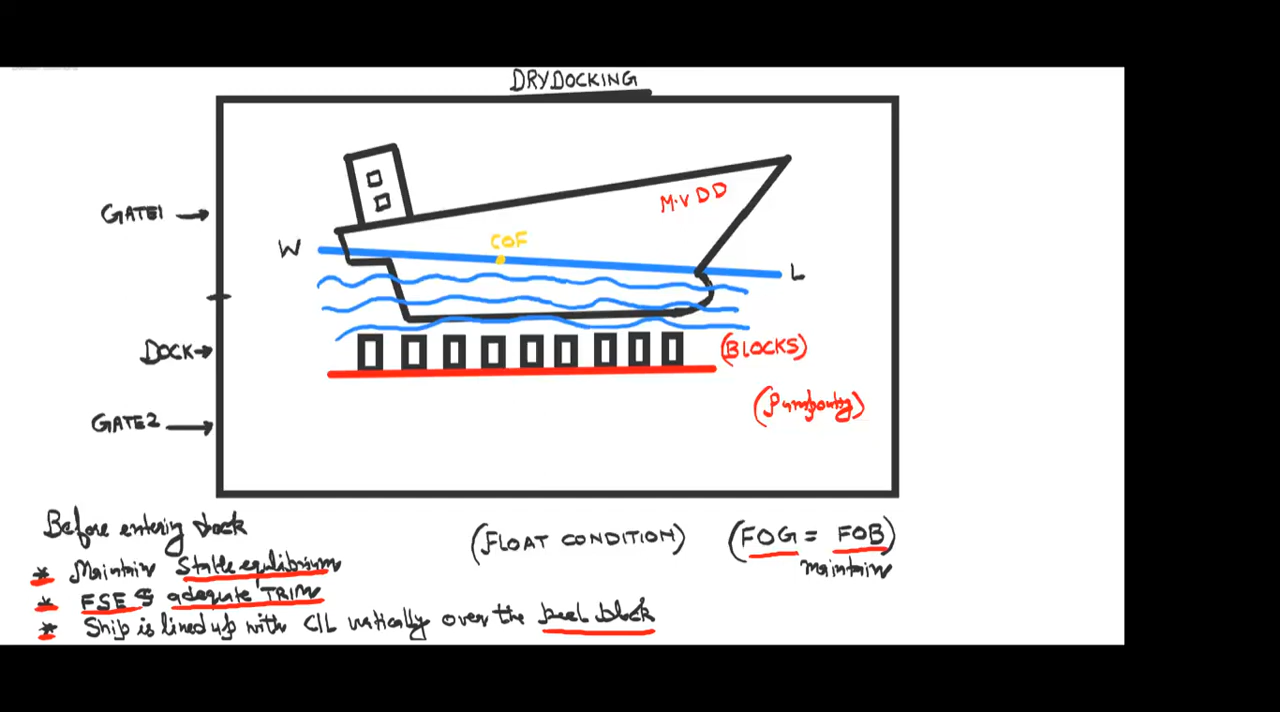 DRYDOCKING
M.V DD
GATE1
COF
W
L
DOCK
(BLOCKS)
(Pumpouting)
GATE2
Before entering dock
(FLOAT CONDITION)
(FOG = FOB)
maintain
* Maintain Stable equilibrium
* FSE & adequate TRIM
* Ship is lined up with C/L vertically over the keel block